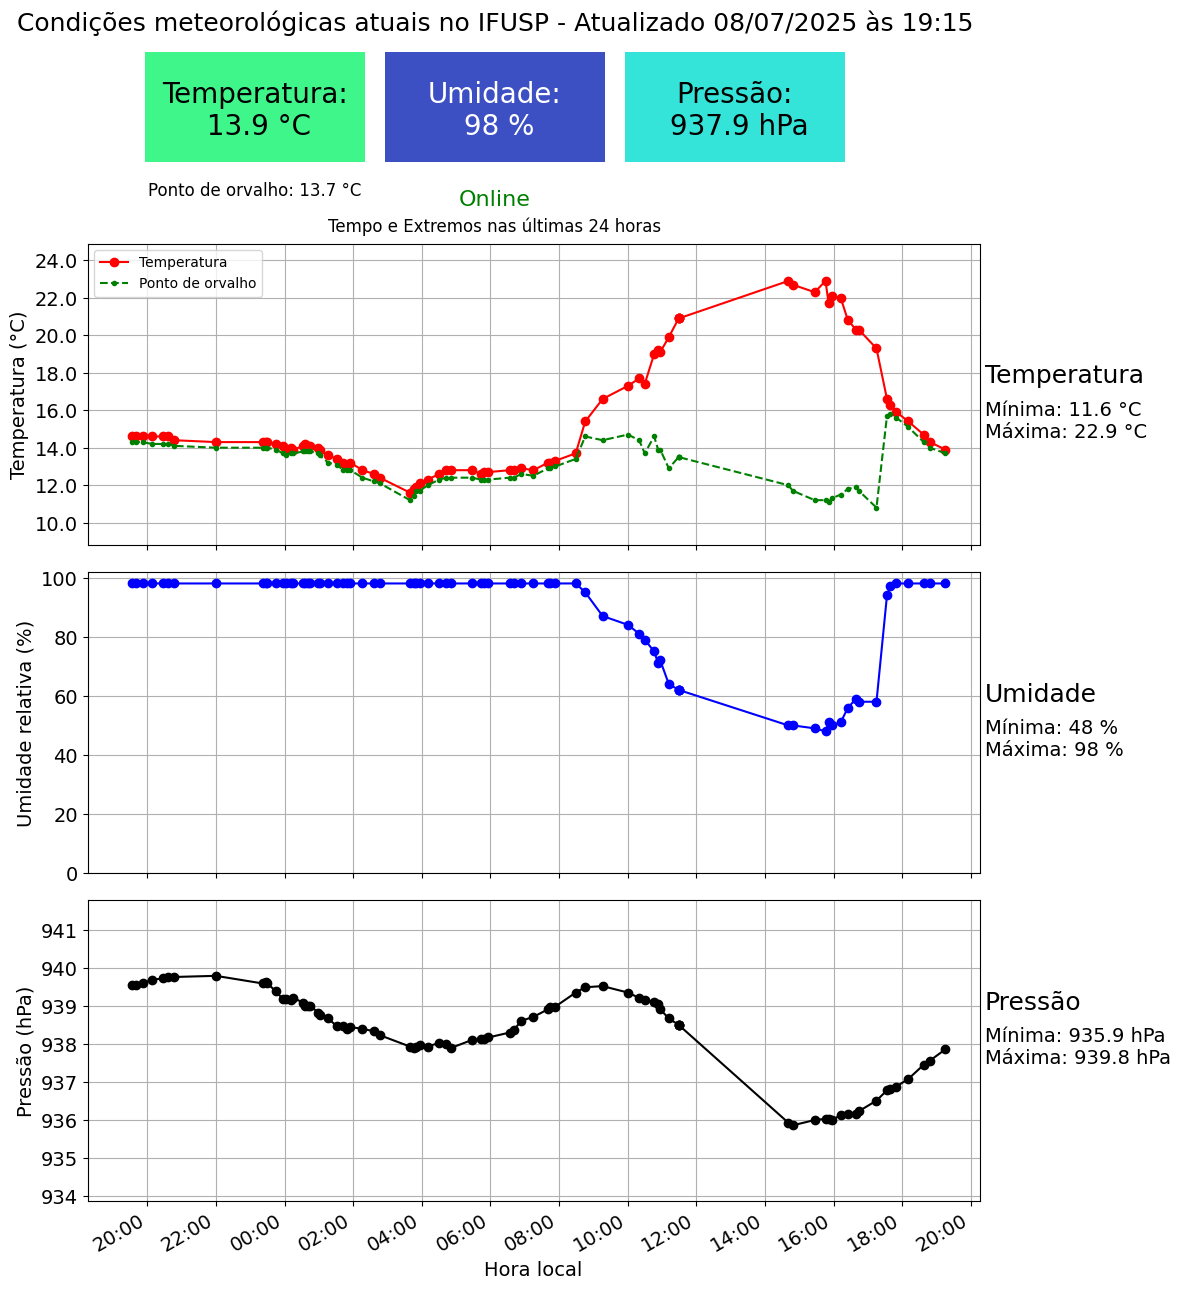 Condições meteorológicas atuais no IFUSP - Atualizado 08/07/2025 às 19:15
Temperatura:
13.9 °C
Umidade:
98 %
Pressão:
937.9 hPa
Ponto de orvalho: 13.7 °C
Online
Tempo e Extremos nas últimas 24 horas
Temperatura
Ponto de orvalho
Temperatura (°C)
24.0
22.0
20.0
18.0
16.0
14.0
12.0
10.0
Temperatura
Mínima: 11.6 °C
Máxima: 22.9 °C
Umidade relativa (%)
100
80
60
40
20
0
Umidade
Mínima: 48 %
Máxima: 98 %
Pressão (hPa)
941
940
939
938
937
936
935
934
Pressão
Mínima: 935.9 hPa
Máxima: 939.8 hPa
20:00 22:00 00:00 02:00 04:00 06:00 08:00 10:00 12:00 14:00 16:00 18:00 20:00
Hora local